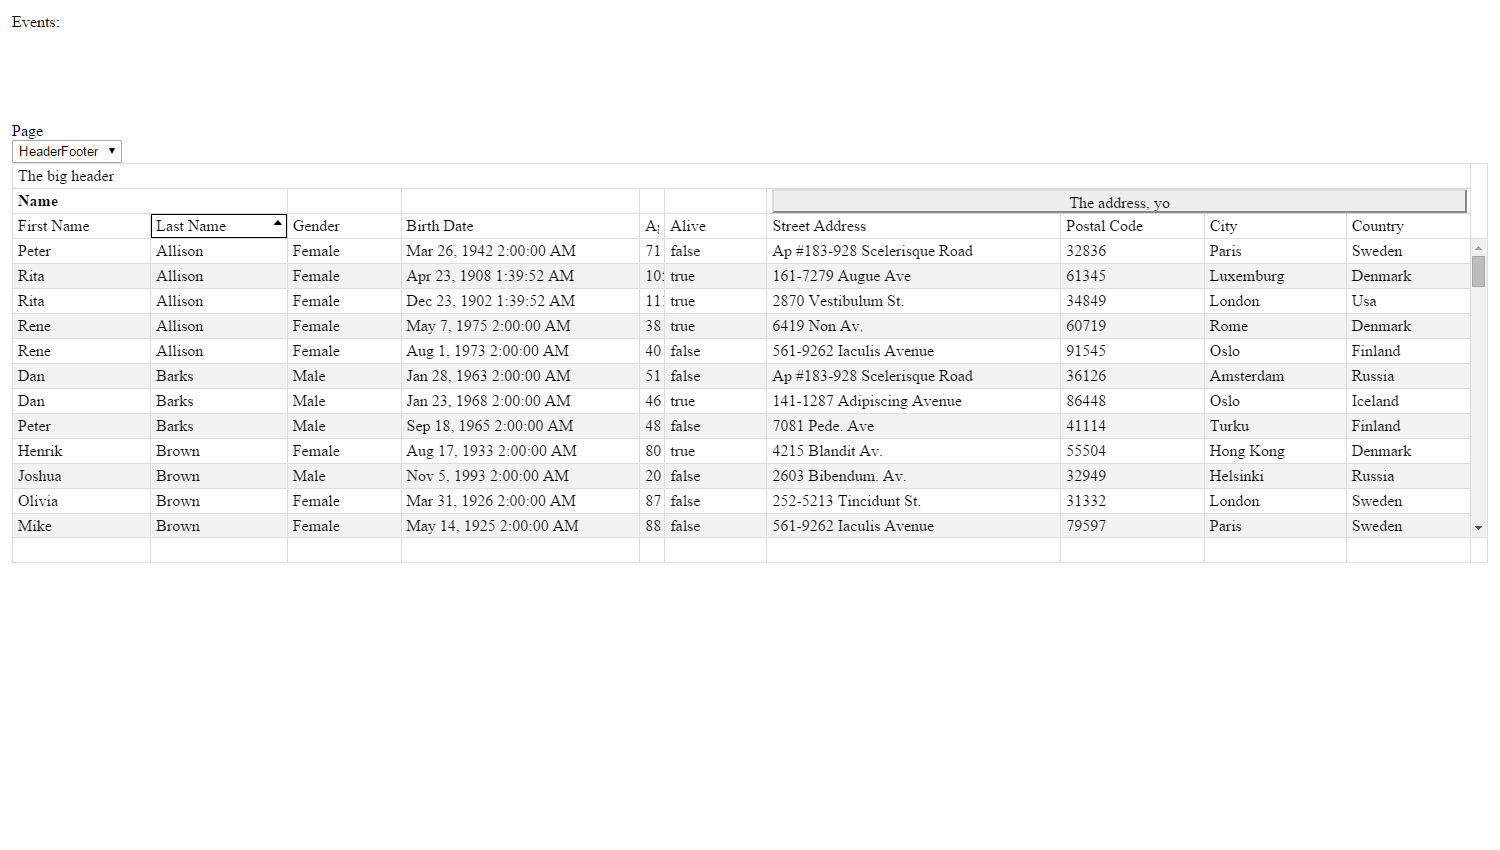 Events:
Page
HeaderFooter
The big header
Name The address, yo
First Name Last Name Gender Birth Date Alive Street Address Postal Code City Country
Peter Allison Female Mar 26, 1942 2:00:00 AM 71 false Ap #183-928 Scelerisque Road 32836 Paris Sweden
Rita Allison Female Apr 23, 1908 1:39:52 AM true 161-7279 Augue Ave 61345 Luxemburg Denmark
Rita Allison Female Dec 23, 1902 1:39:52 AM true 2870 Vestibulum St. 34849 London Usa
Rene Allison Female May 7, 1975 2:00:00 AM 38 true 6419 Non Av. 60719 Rome Denmark
Rene Allison Female Aug 1, 1973 2:00:00 AM 40 false 561-9262 Iaculis Avenue 91545 Oslo Finland
Dan Barks Male Jan 28, 1963 2:00:00 AM 51 false Ap #183-928 Scelerisque Road 36126 Amsterdam Russia
Dan Barks Male Jan 23, 1968 2:00:00 AM 46 true 141-1287 Adipiscing Avenue 86448 Oslo Iceland
Peter Barks Male Sep 18, 1965 2:00:00 AM 48 false 7081 Pede. Ave 41114 Turku Finland
Henrik Brown Female Aug 17, 1933 2:00:00 AM 80 true 4215 Blandit Av. 55504 Hong Kong Denmark
Joshua Brown Male Nov 5, 1993 2:00:00 AM 20 false 2603 Bibendum. Av. 32949 Helsinki Russia
Olivia Brown Female Mar 31, 1926 2:00:00 AM 87 false 252-5213 Tincidunt St. 31332 London Sweden
Mike Brown Female May 14, 1925 2:00:00 AM 88 false 561-9262 Iaculis Avenue 79597 Paris Sweden